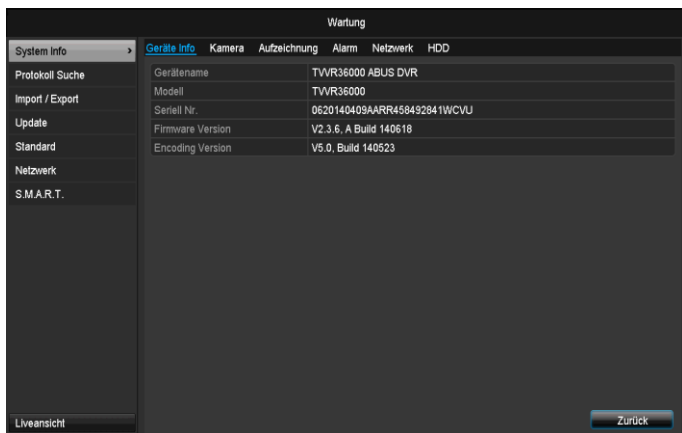 Wartung
System Info >
Geräte Info Kamera Aufzeichnung Alarm Netzwerk HDD
Protokoll Suche
Import / Export
Update
Standard
Netzwerk
S.M.A.R.T.
Gerätename TVVR36000 ABUS DVR
Modell TVVR36000
Seriell Nr. 0620140409AARR458492841WCVU
Firmware Version V2.3.6, A Build 140618
Encoding Version V5.0, Build 140523
Liveansicht
Zurück